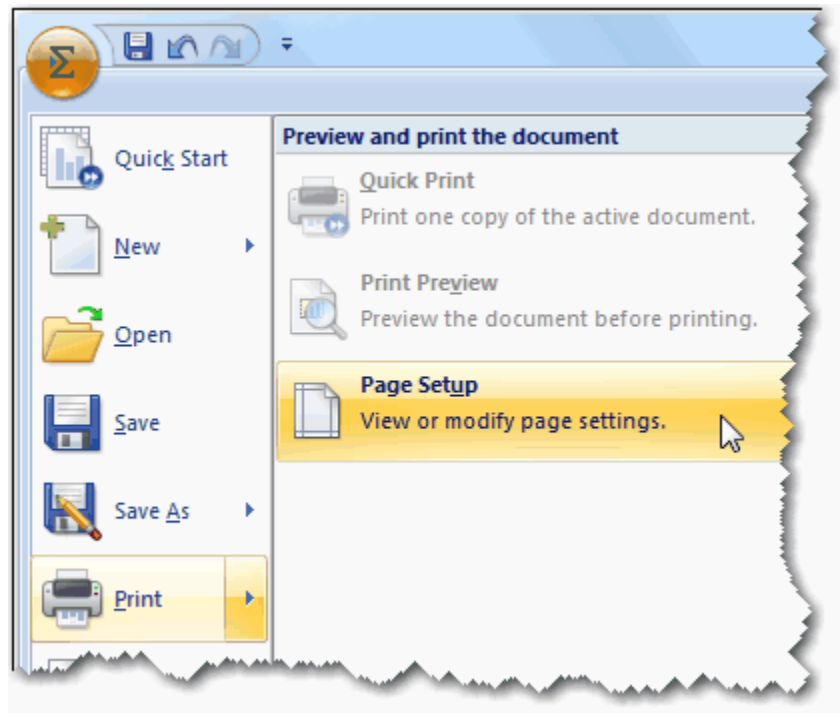 Quick Start
New
Open
Save
Save As
Print
Preview and print the document
Quick Print
Print one copy of the active document.
Print Preview
Preview the document before printing.
Page Setup
View or modify page settings.